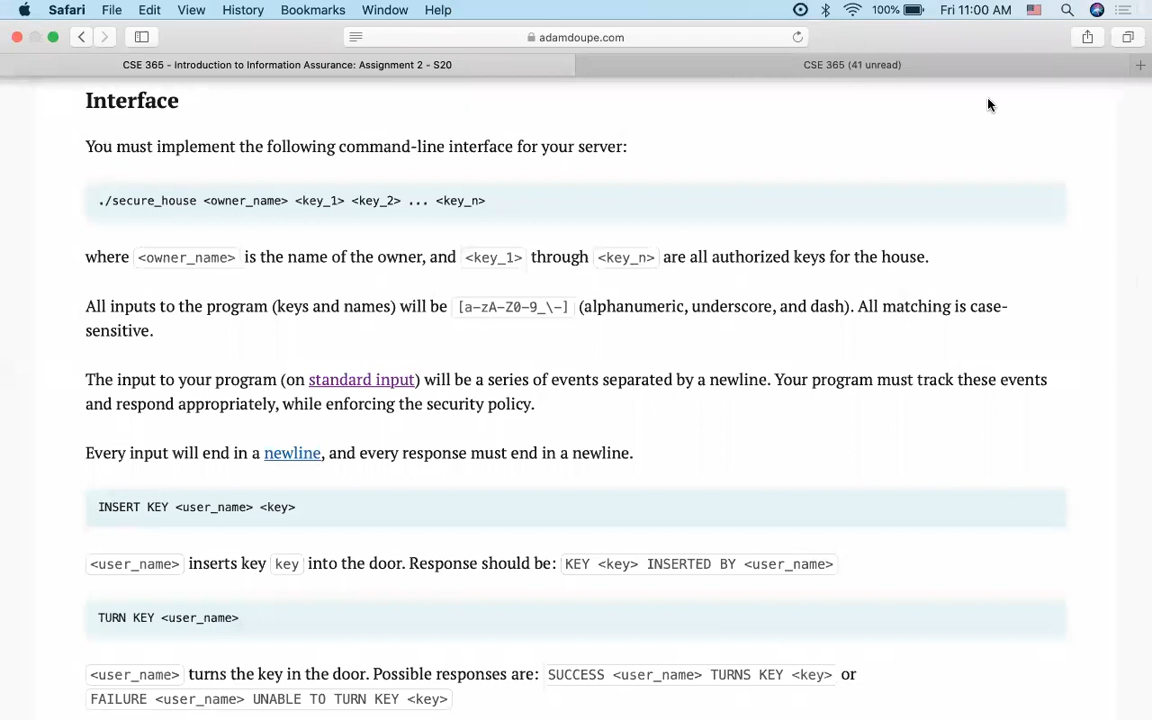 Safari File Edit View History Bookmarks Window Help 100% Fri 11:00 AM
adamdoupe.com
CSE 365 - Introduction to Information Assurance: Assignment 2 - S20 CSE 365 (41 unread)
Interface
You must implement the following command-line interface for your server:
./secure_house <owner_name> <key_1> <key_2> ... <key_n>
where <owner_name> is the name of the owner, and <key_1> through <key_n> are all authorized keys for the house.
All inputs to the program (keys and names) will be [a-zA-Z0-9_\-] (alphanumeric, underscore, and dash). All matching is case-
sensitive.
The input to your program (on standard input) will be a series of events separated by a newline. Your program must track these events
and respond appropriately, while enforcing the security policy.
Every input will end in a newline, and every response must end in a newline.
INSERT KEY <user_name> <key>
<user_name> inserts key key into the door. Response should be: KEY <key> INSERTED BY <user_name>
TURN KEY <user_name>
<user_name> turns the key in the door. Possible responses are: SUCCESS <user_name> TURNS KEY <key> or
FAILURE <user_name> UNABLE TO TURN KEY <key>